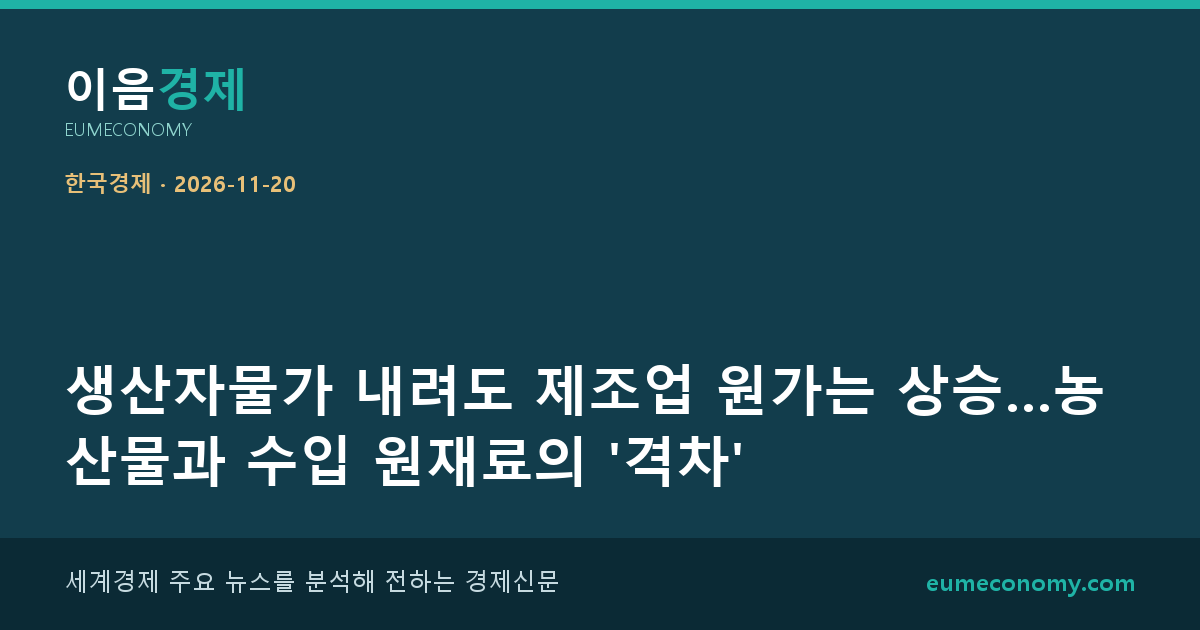 이음경제
EUMECONOMY
한국경제 · 2026-11-20
생산자물가 내려도 제조업 원가는 상승…농
산물과 수입 원재료의 '격차'
세계경제 주요 뉴스를 분석해 전하는 경제신문
eumeconomy.com